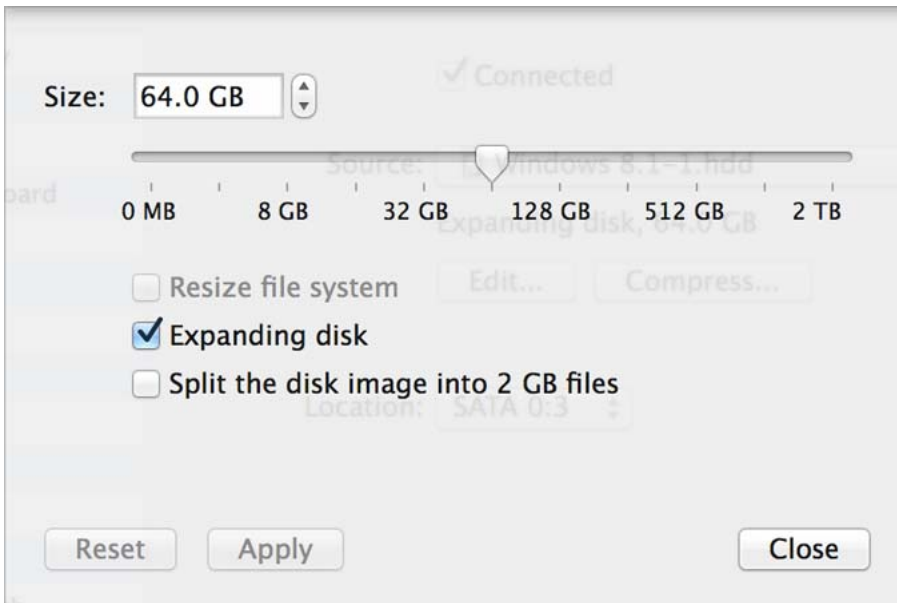 Connected
Size: 64.0 GB
Source: Windows 8.1-1.hdd
oard
0 MB 8 GB 32 GB 128 GB 512 GB 2 TB
Expanding disk, 64.0 GB
Resize file system
Edit... Compress...
Expanding disk
Split the disk image into 2 GB files
Location: SATA 0:3
Reset Apply Close